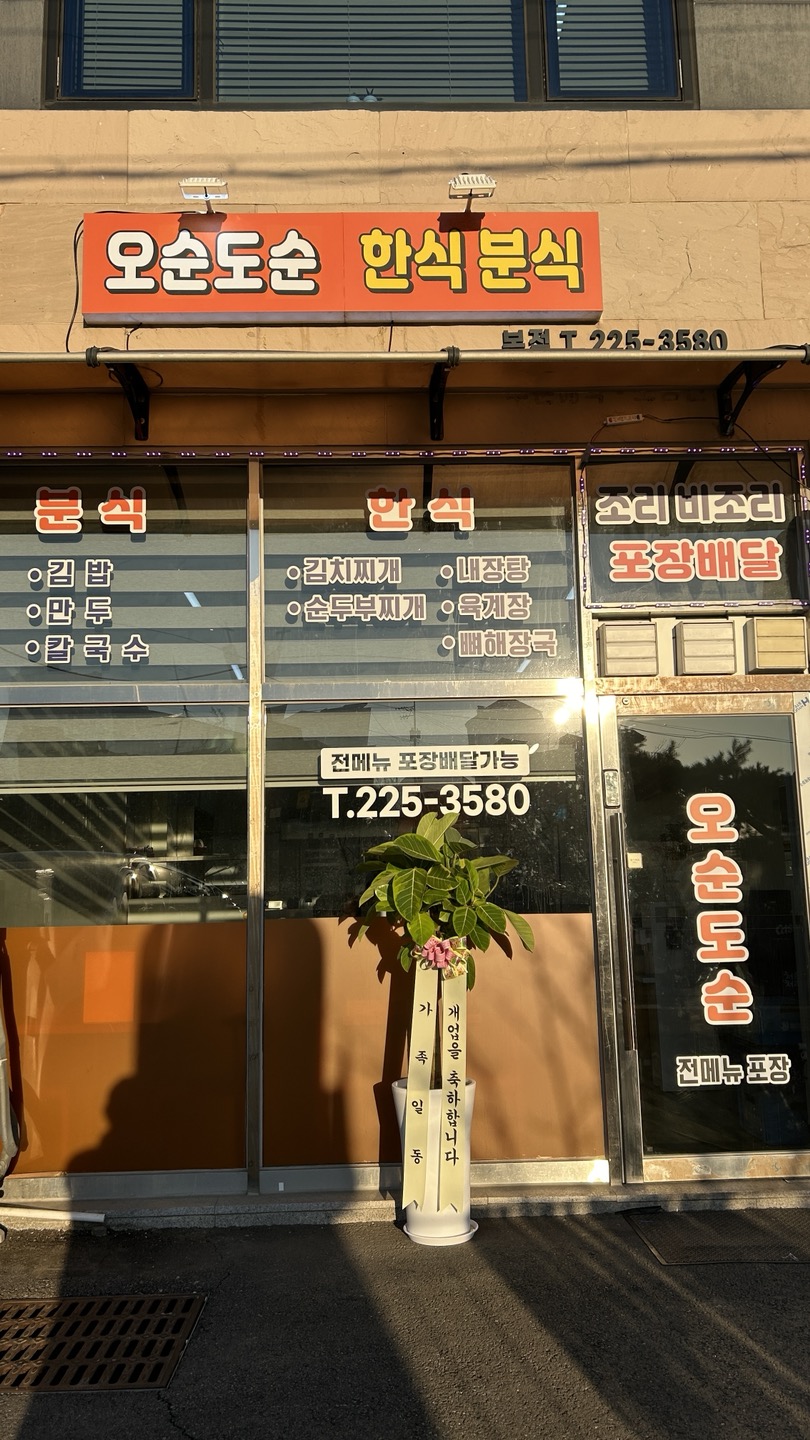 오순도순 한식 분식
본점 T. 225-3580
분식
김밥
만두
칼국수
한식
김치찌개
순두부찌개
내장탕
육계장
뼈해장국
조리 비조리
포장배달
전메뉴 포장배달가능
T.225-3580
오순도순
전메뉴 포장
가족일동
개업을 축하합니다